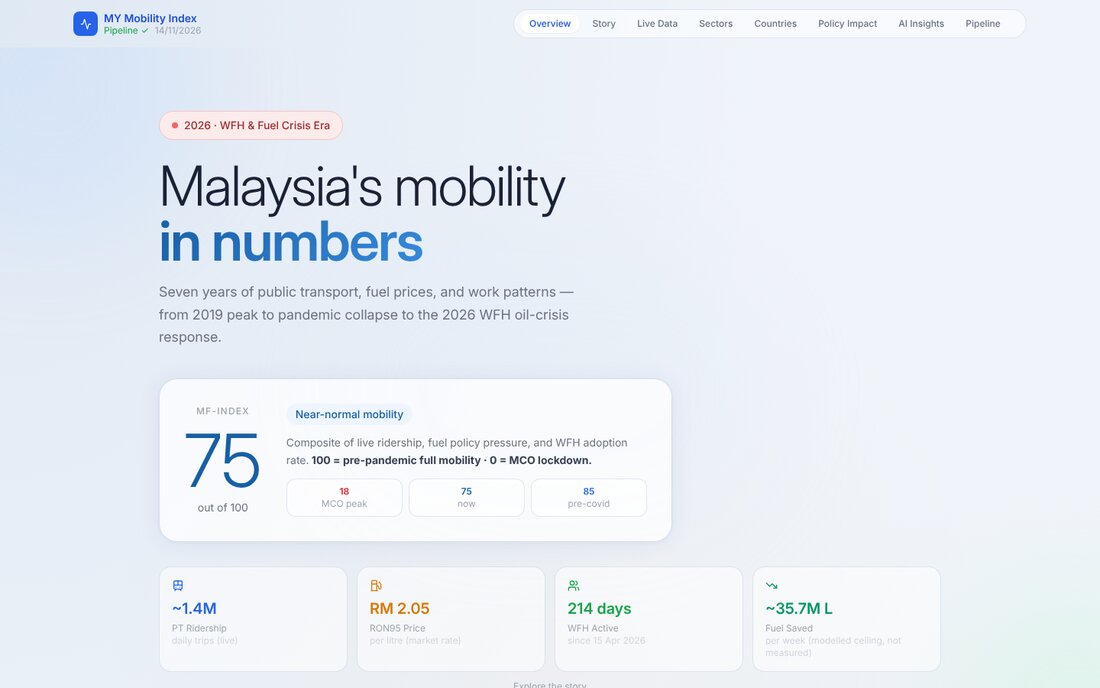 MY Mobility Index
Pipeline ✓ 14/11/2026
Overview Story Live Data Sectors Countries Policy Impact AI Insights Pipeline
2026 · WFH & Fuel Crisis Era
Malaysia's mobility
in numbers
Seven years of public transport, fuel prices, and work patterns —
from 2019 peak to pandemic collapse to the 2026 WFH oil-crisis
response.
MF-INDEX
75
out of 100
Near-normal mobility
Composite of live ridership, fuel policy pressure, and WFH adoption
rate. 100 = pre-pandemic full mobility · 0 = MCO lockdown.
18
MCO peak
75
now
85
pre-covid
~1.4M
PT Ridership
daily trips (live)
RM 2.05
RON95 Price
per litre (market rate)
214 days
WFH Active
since 15 Apr 2026
~35.7M L
Fuel Saved
per week (modelled ceiling, not
measured)
Explore the story